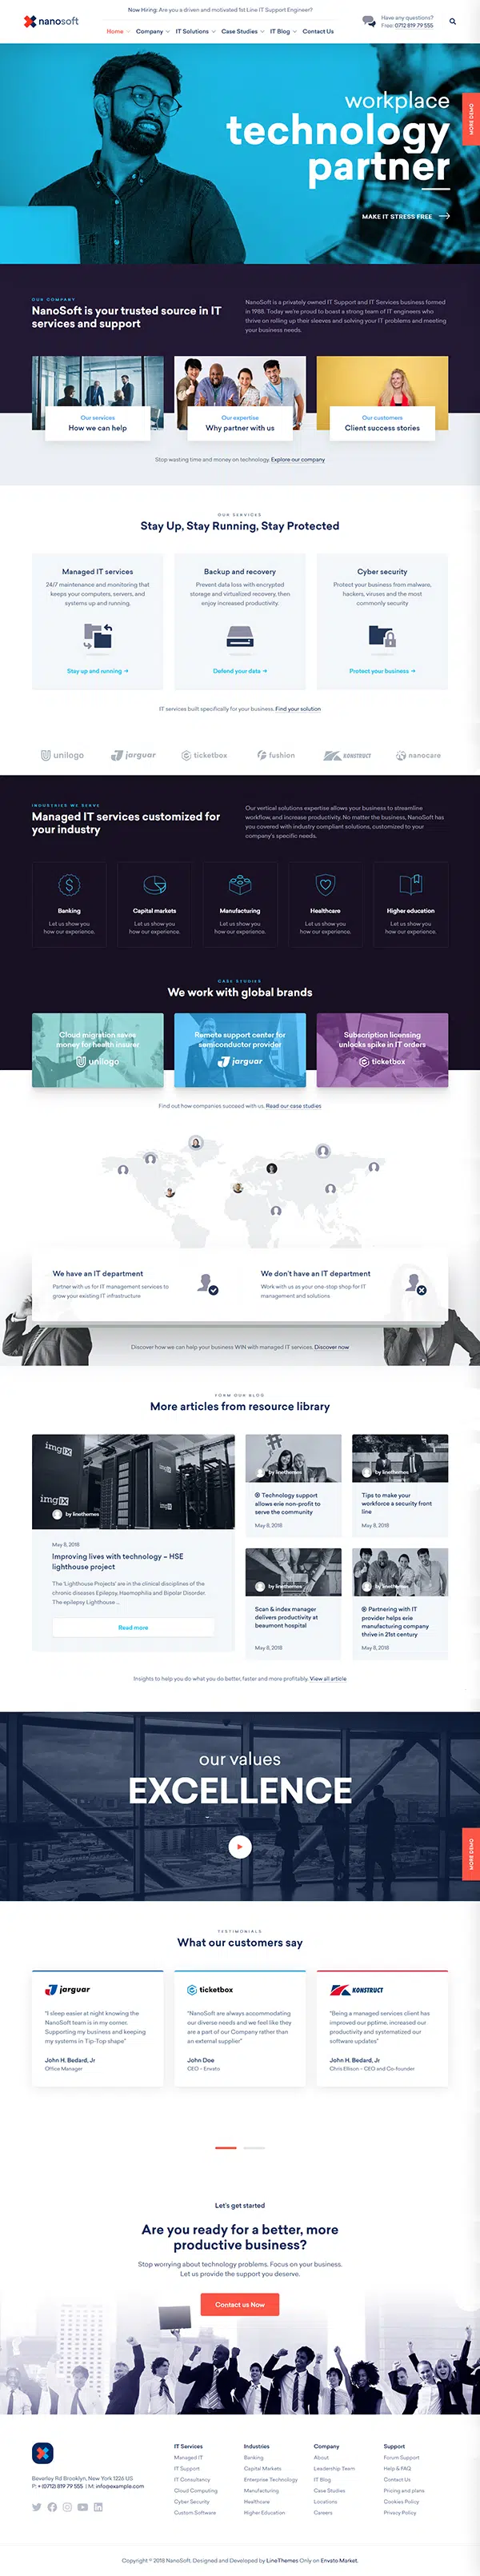 Now Hiring: Are you a driven and motivated 1st Line IT Support Engineer?
nanosoft
Have any questions?
Free: 0712 819 79 555
Home Company IT Solutions Case Studies IT Blog Contact Us
workplace
technology
partner
MAKE IT STRESS FREE
MORE DEMO
OUR COMPANY
NanoSoft is your trusted source in IT
services and support
NanoSoft is a privately owned IT Support and IT Services business formed
in 1988. Today we're proud to boast a strong team of IT engineers who
thrive on rolling up their sleeves and solving your IT problems and meeting
your business needs.
Our services
How we can help
Our expertise
Why partner with us
Our customers
Client success stories
Stop wasting time and money on technology. Explore our company
OUR SERVICES
Stay Up, Stay Running, Stay Protected
Managed IT services
24/7 maintenance and monitoring that
keeps your computers, servers, and
systems up and running.
Stay up and running
Backup and recovery
Prevent data loss with encrypted
storage and virtualized recovery, then
enjoy increased productivity.
Defend your data
Cyber security
Protect your business from malware,
hackers, viruses and the most
commonly security
Protect your business
IT services built specifically for your business. Find your solution
unilogo jarguar ticketbox fushion KONSTRUCT nanocare
INDUSTRIES WE SERVE
Managed IT services customized for
your industry
Our vertical solutions expertise allows your business to streamline
workflow, and increase productivity. No matter the business, NanoSoft has
you covered with industry compliant solutions, customized to your
company's specific needs.
Banking
Let us show you
how our experience.
Capital markets
Let us show you
how our experience.
Manufacturing
Let us show you
how our experience.
Healthcare
Let us show you
how our experience.
Higher education
Let us show you
how our experience.
CASE STUDIES
We work with global brands
Cloud migration saves
money for health insurer
unilogo
Remote support center for
semiconductor provider
jarguar
Subscription licensing
unlocks spike in IT orders
ticketbox
Find out how companies succeed with us. Read our case studies
We have an IT department
Partner with us for IT management services to
grow you existing IT infrastructure
We don't have an IT department
Work with us as your one-stop shop for IT
management and solutions
Discover how we can help your business WIN with managed IT services. Discover now
FORM OUR BLOG
More articles from resource library
imgIX
imgIX
imgIX
by linethemes
May 8, 2018
Improving lives with technology – HSE
lighthouse project
The 'Lighthouse Projects' are in the clinical disciplines of the
chronic diseases Epilepsy, Haemophilia and Bipolar Disorder.
The epilepsy Lighthouse ...
Read more
by linethemes
Technology support
allows erie non-profit to
serve the community
May 8, 2018
by linethemes
Tips to make your
workforce a security front
line
May 8, 2018
by linethemes
Scan & index manager
delivers productivity at
beaumont hospital
May 8, 2018
by linethemes
Partnering with IT
provider helps erie
manufacturing company
thrive in 21st century
May 8, 2018
Insights to help you do what you do better, faster and more profitably. View all article
our values
EXCELLENCE
MORE DEMO
TESTIMONIALS
What our customers say
jarguar
"I sleep easier at night knowing the
NanoSoft team is in my corner.
Supporting my business and keeping
my systems in Tip-Top shape"
John H. Bedard, Jr
Office Manager
ticketbox
"NanoSoft are always accommodating
our diverse needs and we feel like they
are a part of our Company rather than
an external supplier"
John Doe
CEO – Envato
KONSTRUCT
"Being a managed services client has
improved our pptime, increased our
productivity and systematized our
software updates"
John H. Bedard, Jr
Chris Ellison – CEO and Co-founder
Let's get started
Are you ready for a better, more
productive business?
Stop worrying about technology problems. Focus on your business.
Let us provide the support you deserve.
Contact us Now
Beverley Rd Brooklyn, New York 1226 US
P: + (0712) 819 79 555 | M: info@example.com
IT Services
Managed IT
IT Support
IT Consultancy
Cloud Computing
Cyber Security
Custom Software
Industries
Banking
Capital Markets
Enterprise Technology
Manufacturing
Healthcare
Higher Education
Company
About
Leadership Team
IT Blog
Case Studies
Locations
Careers
Support
Forum Support
Help & FAQ
Contact Us
Pricing and plans
Cookies Policy
Privacy Policy
Copyright © 2018 NanoSoft. Designed and Developed by LineThemes Only on Envato Market.